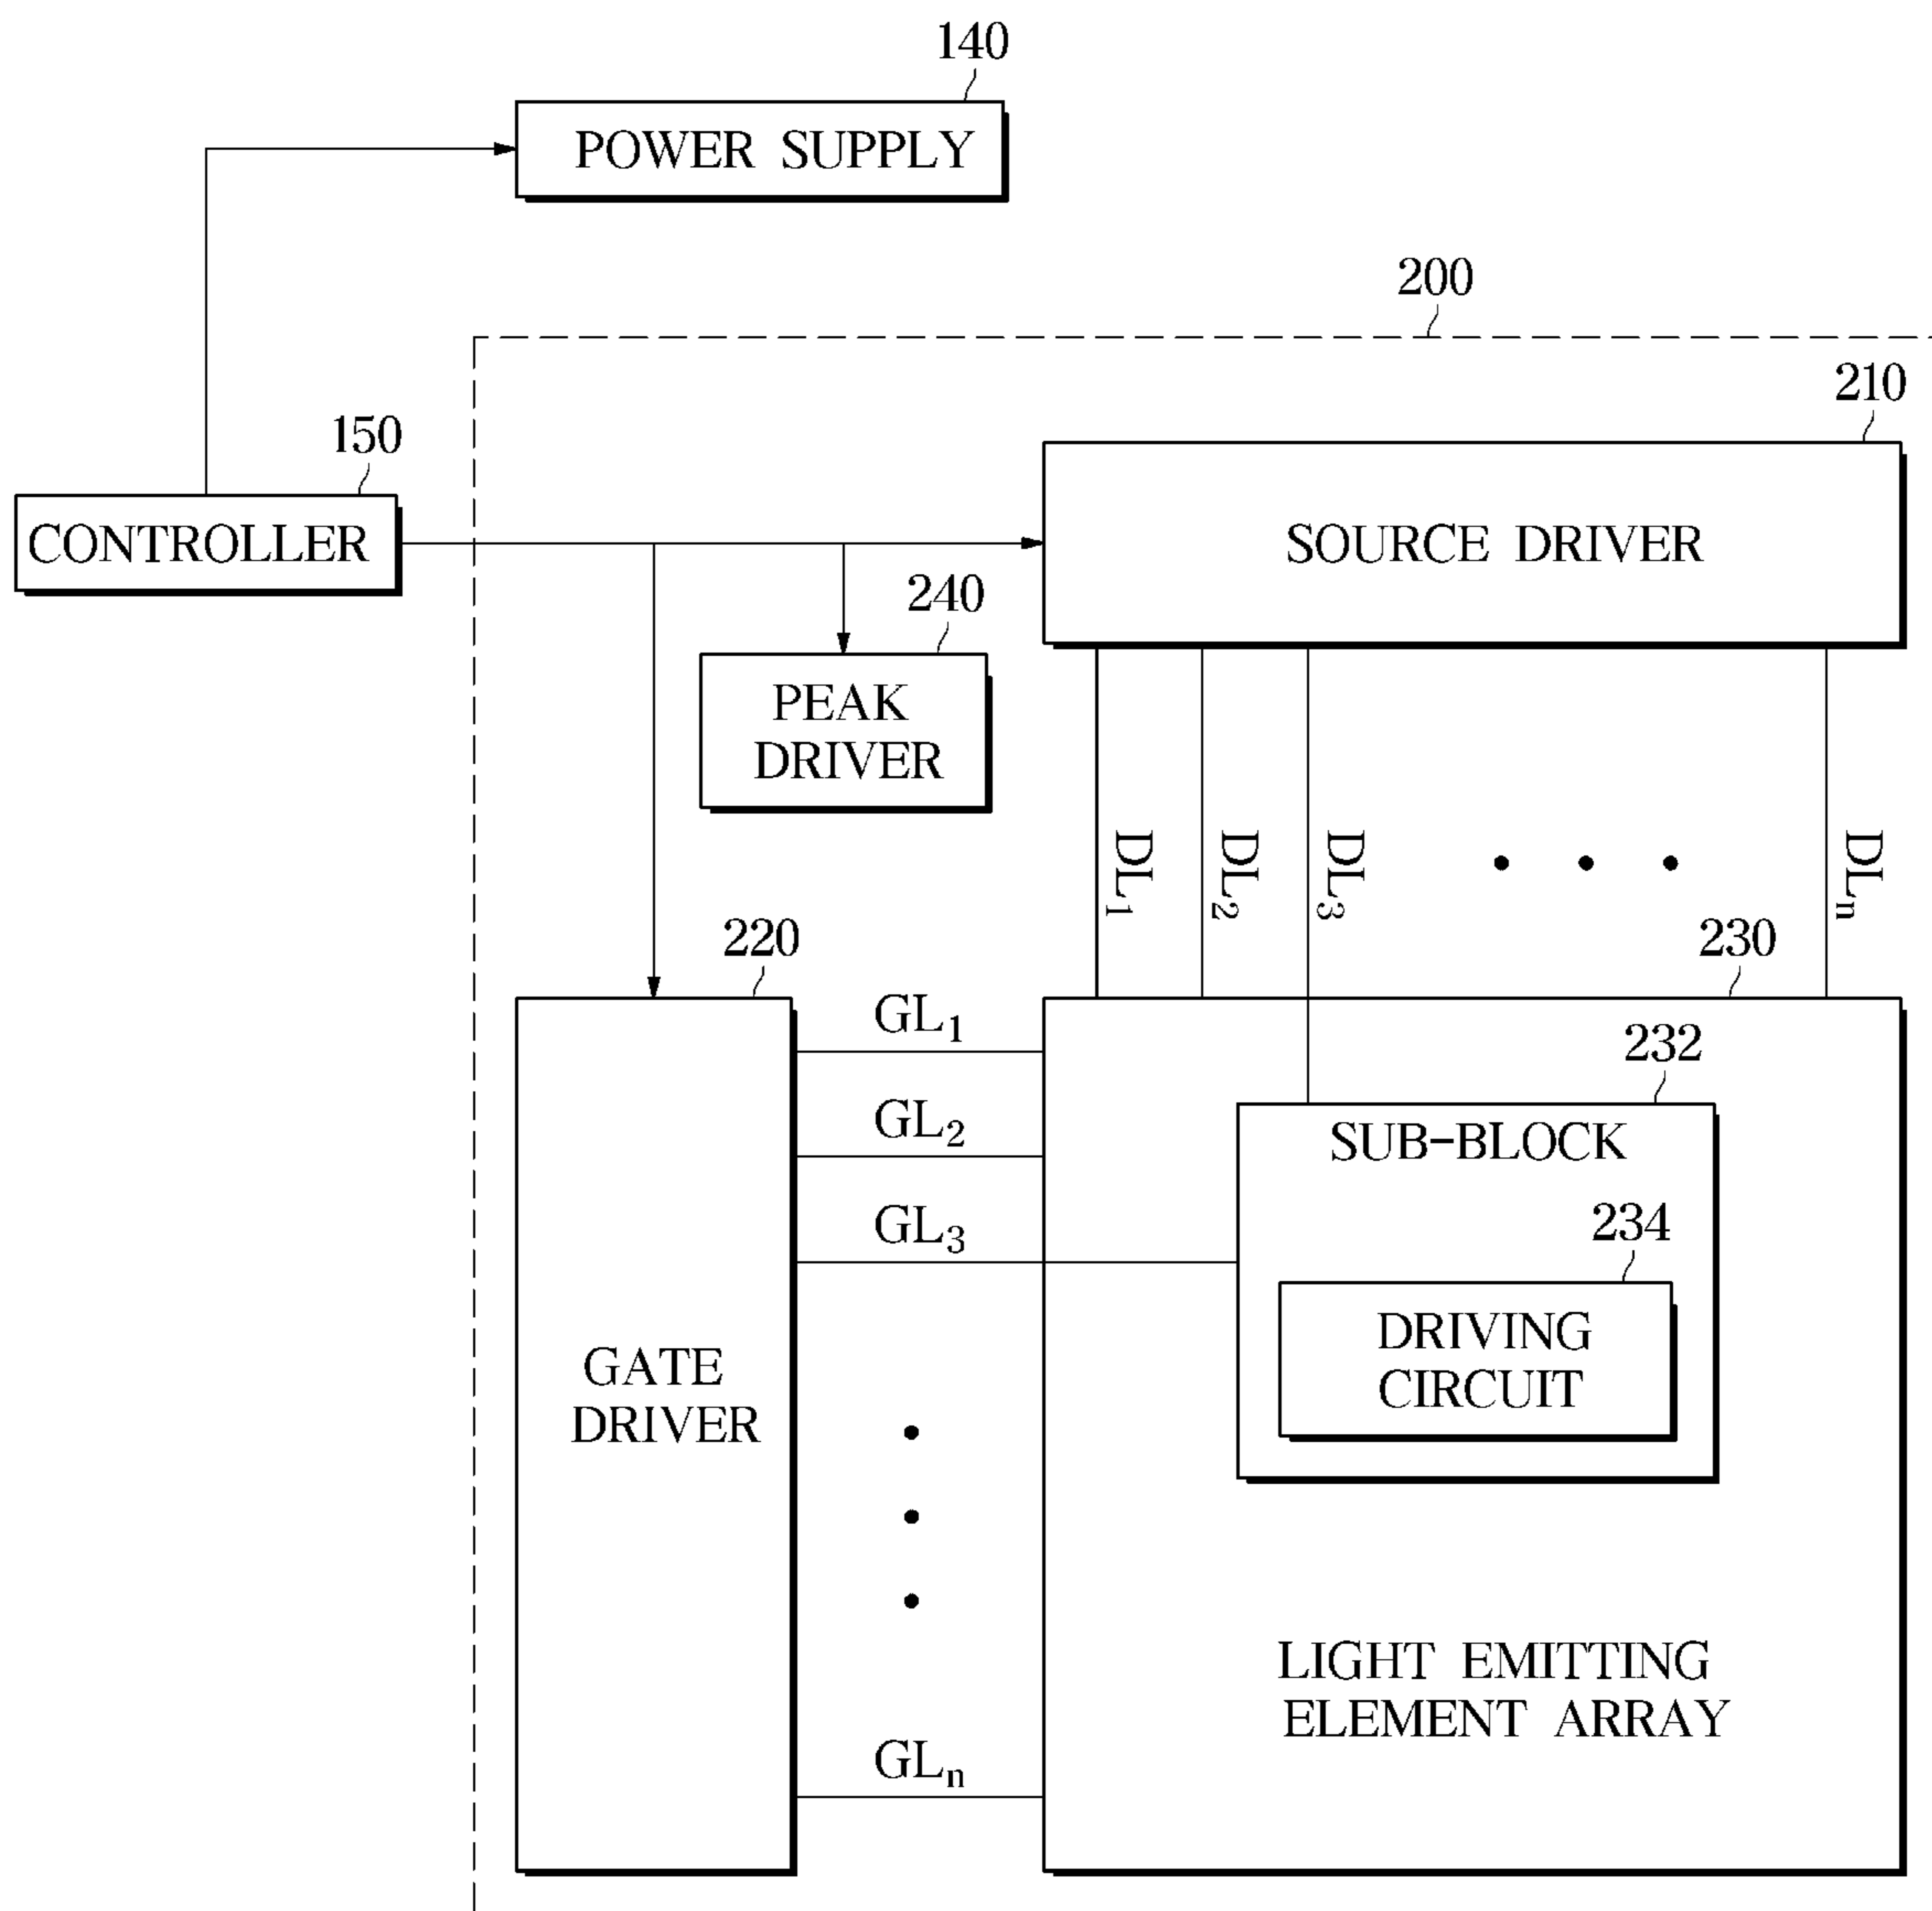 140
POWER SUPPLY
200
210
150
CONTROLLER
SOURCE DRIVER
240
PEAK
DRIVER
DL1
DL2
DL3
DLn
220
230
GL1
232
GL2
SUB-BLOCK
GL3
234
DRIVING
CIRCUIT
GATE
DRIVER
LIGHT EMITTING
ELEMENT ARRAY
GLn